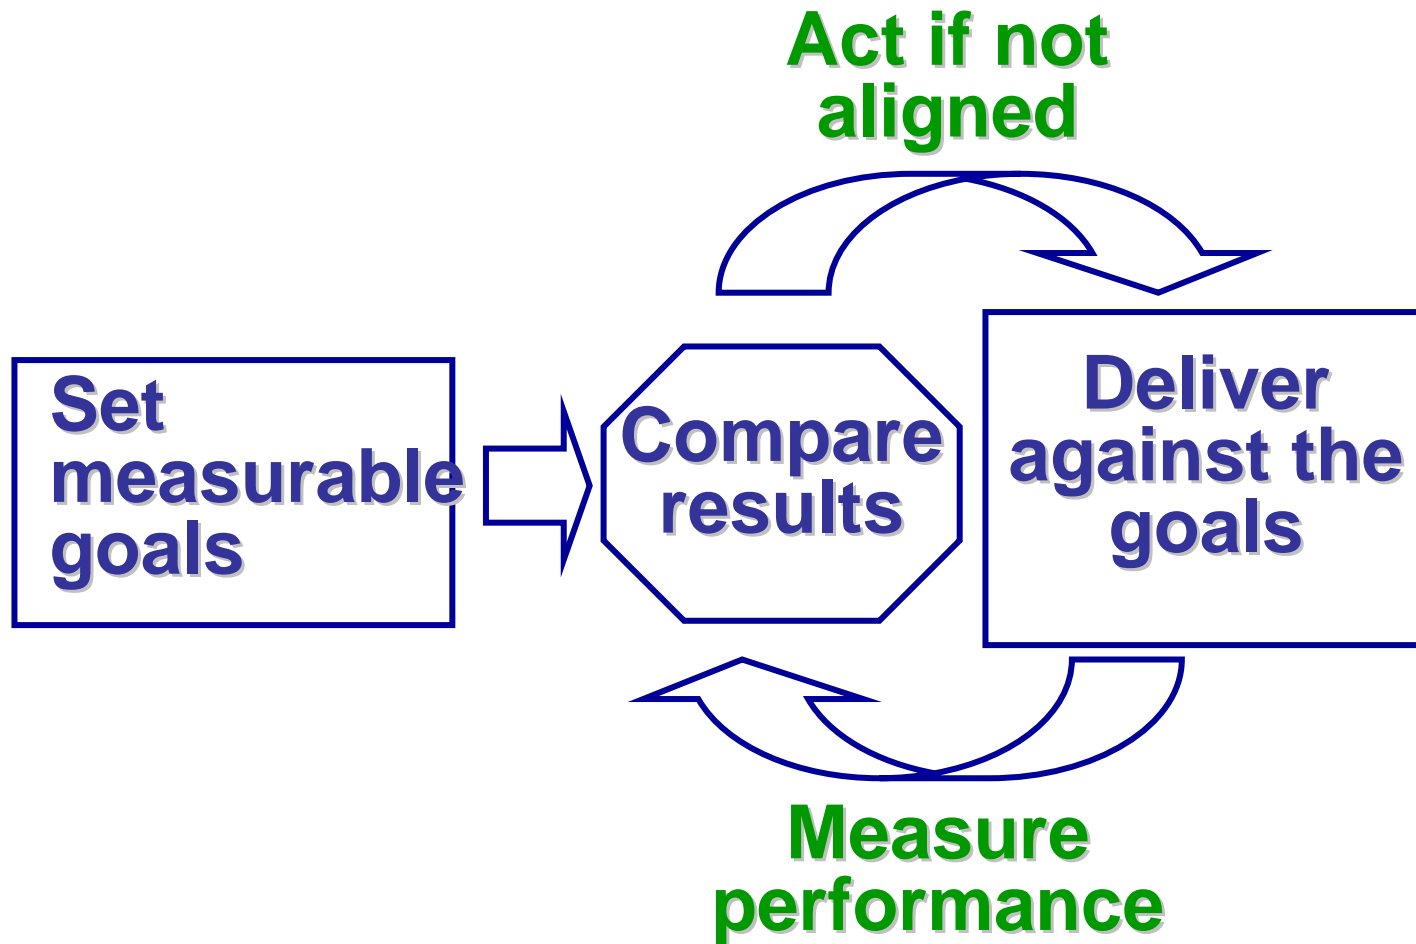 Act if not
aligned
Set
measurable
goals
Compare
results
Deliver
against the
goals
Measure
performance